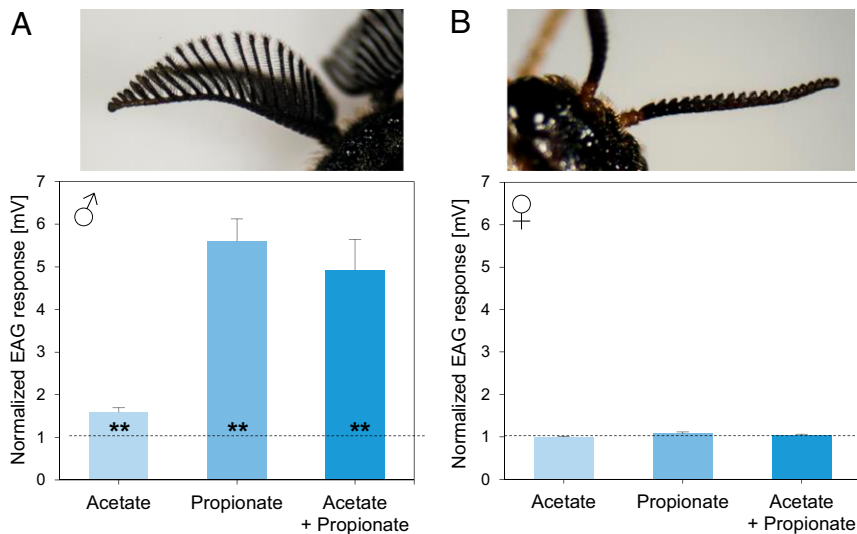 A
B
Normalized EAG response [mV]
7
6
5
4
3
2
1
0
♂
**
**
**
Acetate
Propionate
Acetate
+ Propionate
Normalized EAG response [mV]
7
6
5
4
3
2
1
0
♀
Acetate
Propionate
Acetate
+ Propionate